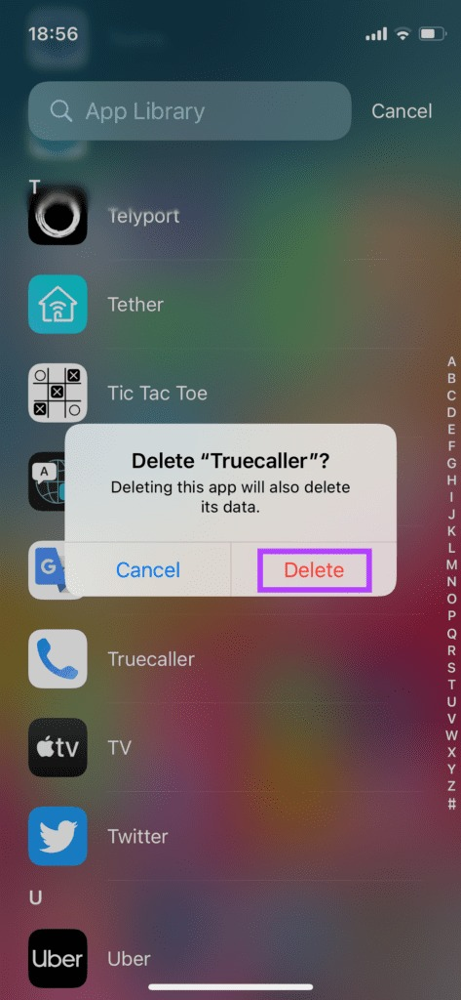 18:56
App Library
Cancel
T
Telyport
Tether
Tic Tac Toe
Delete “Truecaller”?
Deleting this app will also delete
its data.
Cancel
Delete
A
G
Truecaller
tv
TV
Twitter
U
Uber
Uber
A
B
C
D
E
F
G
H
I
J
K
L
M
N
O
P
Q
R
S
T
U
V
W
X
Y
Z
#